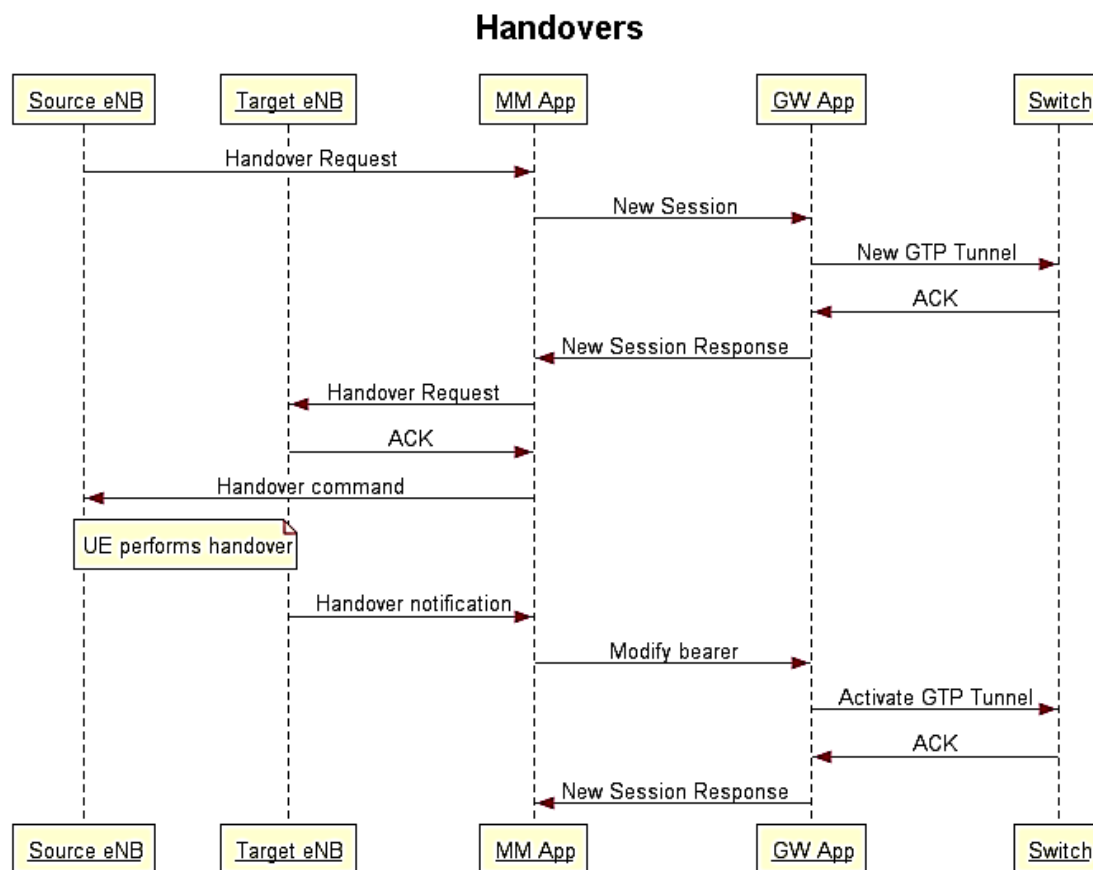 Handovers
Source eNB Target eNB MM App GW App Switch
Handover Request
New Session
New GTP Tunnel
ACK
New Session Response
Handover Request
ACK
Handover command
UE performs handover
Handover notification
Modify bearer
Activate GTP Tunnel
ACK
New Session Response
Source eNB Target eNB MM App GW App Switch